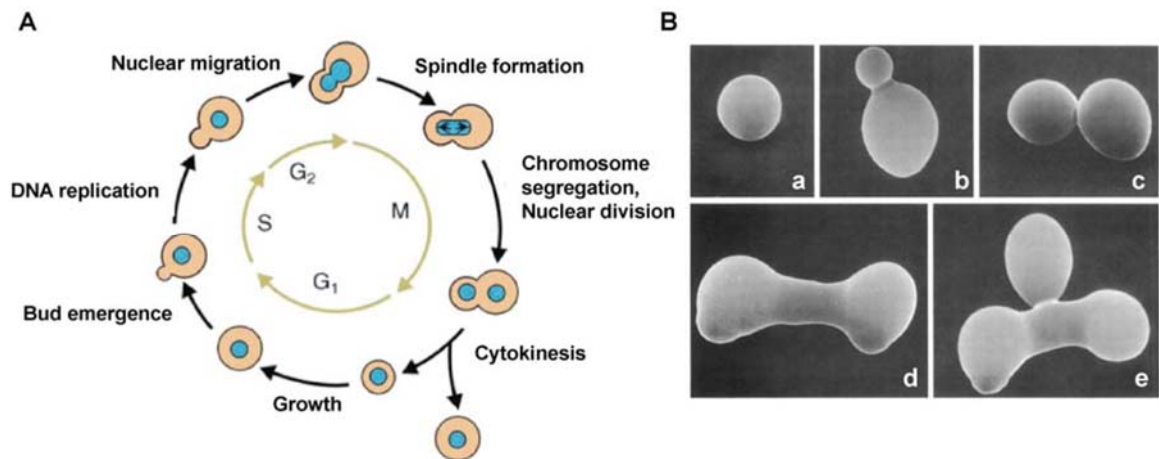 A
Nuclear migration
Spindle formation
DNA replication
Chromosome
segregation,
Nuclear division
G2
S
M
G1
Bud emergence
Cytokinesis
Growth
B
a
b
c
d
e